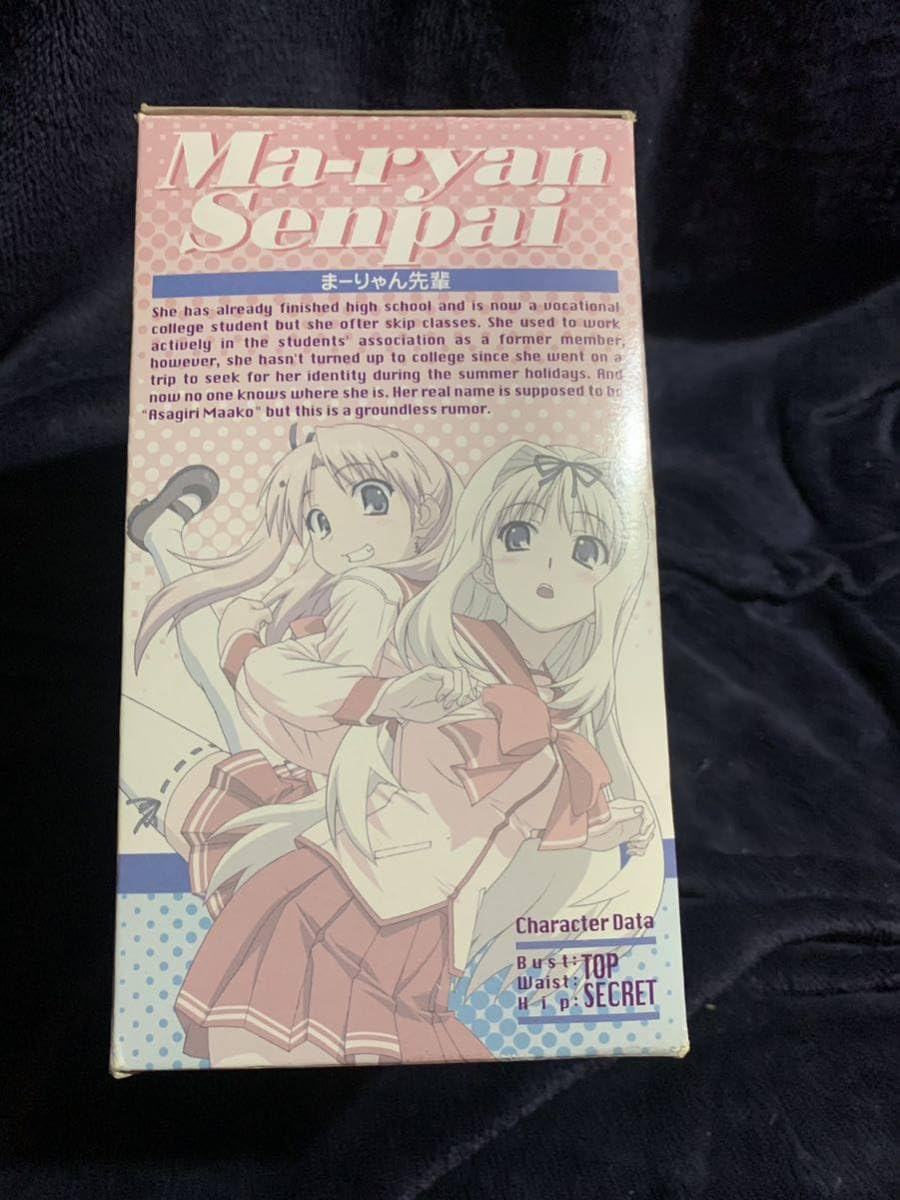 Ma-ryan
Senpai
まーりゃん先輩
She has already finished high school and is now a vocational
college student but she ofter skip classes. She used to work
actively in the students' association as a former member,
however, she hasn't turned up to college since she went on a
trip to seek for her identity during the summer holidays. And
now no one knows where she is. Her real name is supposed to be
"Asagiri Maako" but this is a groundless rumor.
Character Data
Bust: TOP
Waist:
Hip: SECRET